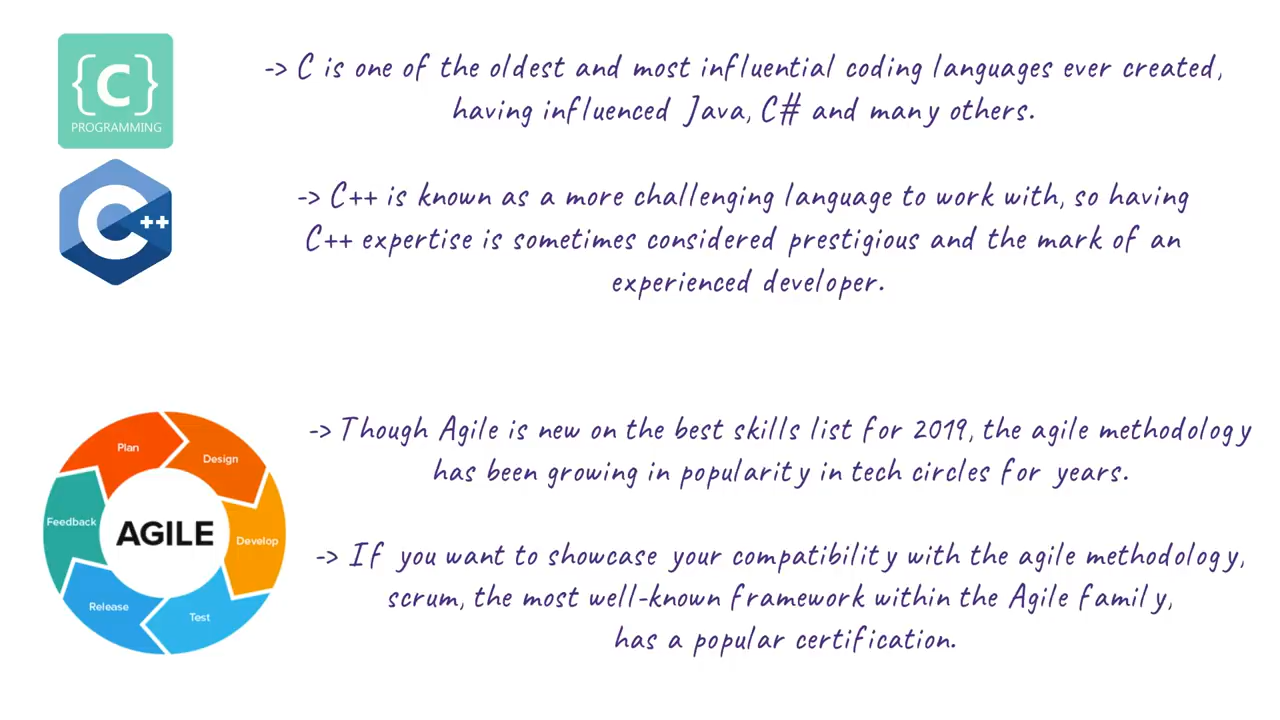 {C}
PROGRAMMING
-> C is one of the oldest and most influential coding languages ever created,
having influenced Java, C# and many others.
C++
-> C++ is known as a more challenging language to work with, so having
C++ expertise is sometimes considered prestigious and the mark of an
experienced developer.
Plan
Design
Feedback
AGILE
Develop
Release
Test
-> Though Agile is new on the best skills list for 2019, the agile methodology
has been growing in popularity in tech circles for years.
-> If you want to showcase your compatibility with the agile methodology,
scrum, the most well-known framework within the Agile family,
has a popular certification.